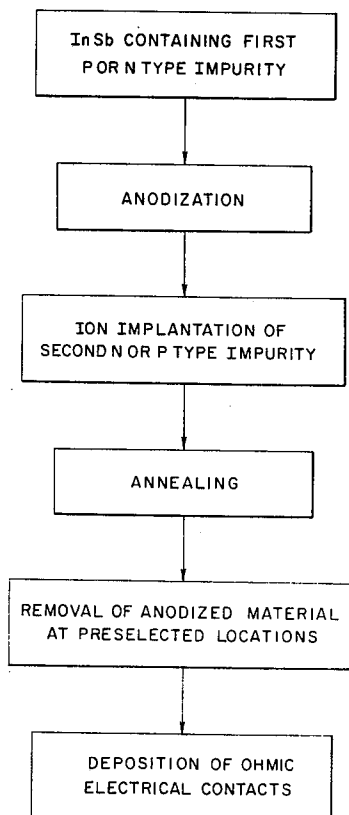 InSb CONTAINING FIRST
P OR N TYPE IMPURITY
ANODIZATION
ION IMPLANTATION OF
SECOND N OR P TYPE IMPURITY
ANNEALING
REMOVAL OF ANODIZED MATERIAL
AT PRESELECTED LOCATIONS
DEPOSITION OF OHMIC
ELECTRICAL CONTACTS